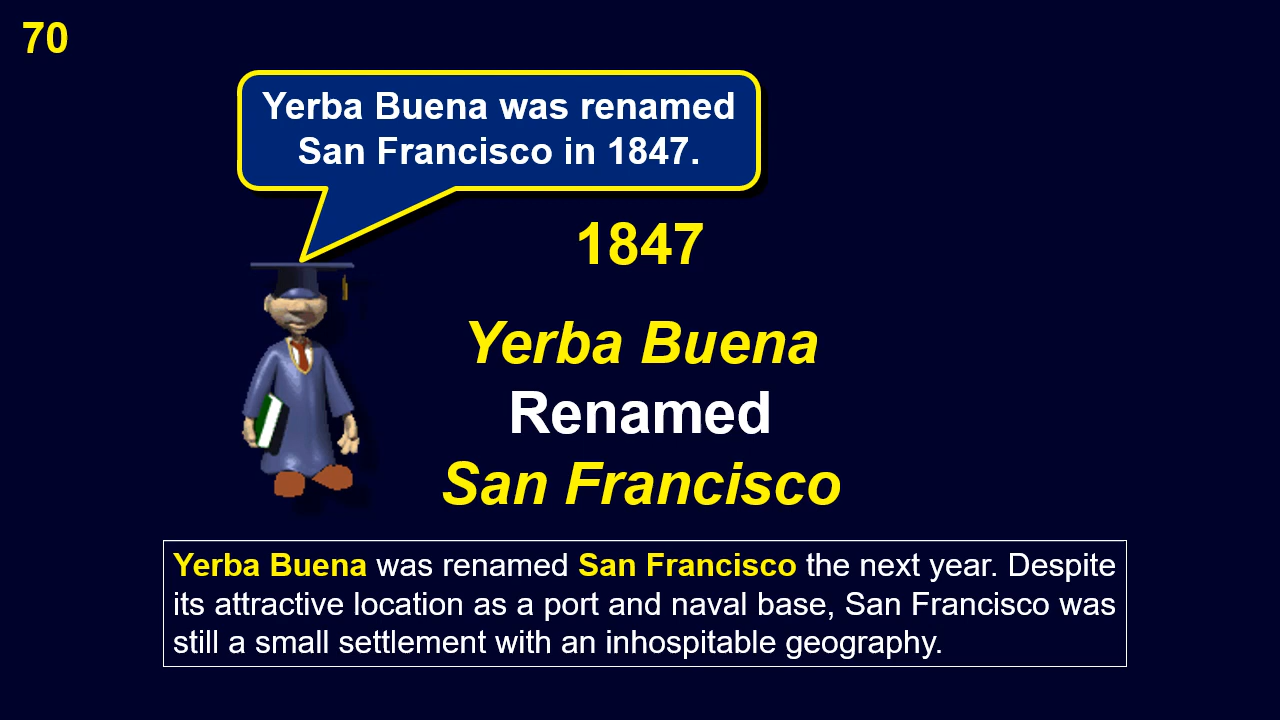 70
Yerba Buena was renamed
San Francisco in 1847.
1847
Yerba Buena
Renamed
San Francisco
Yerba Buena was renamed San Francisco the next year. Despite
its attractive location as a port and naval base, San Francisco was
still a small settlement with an inhospitable geography.